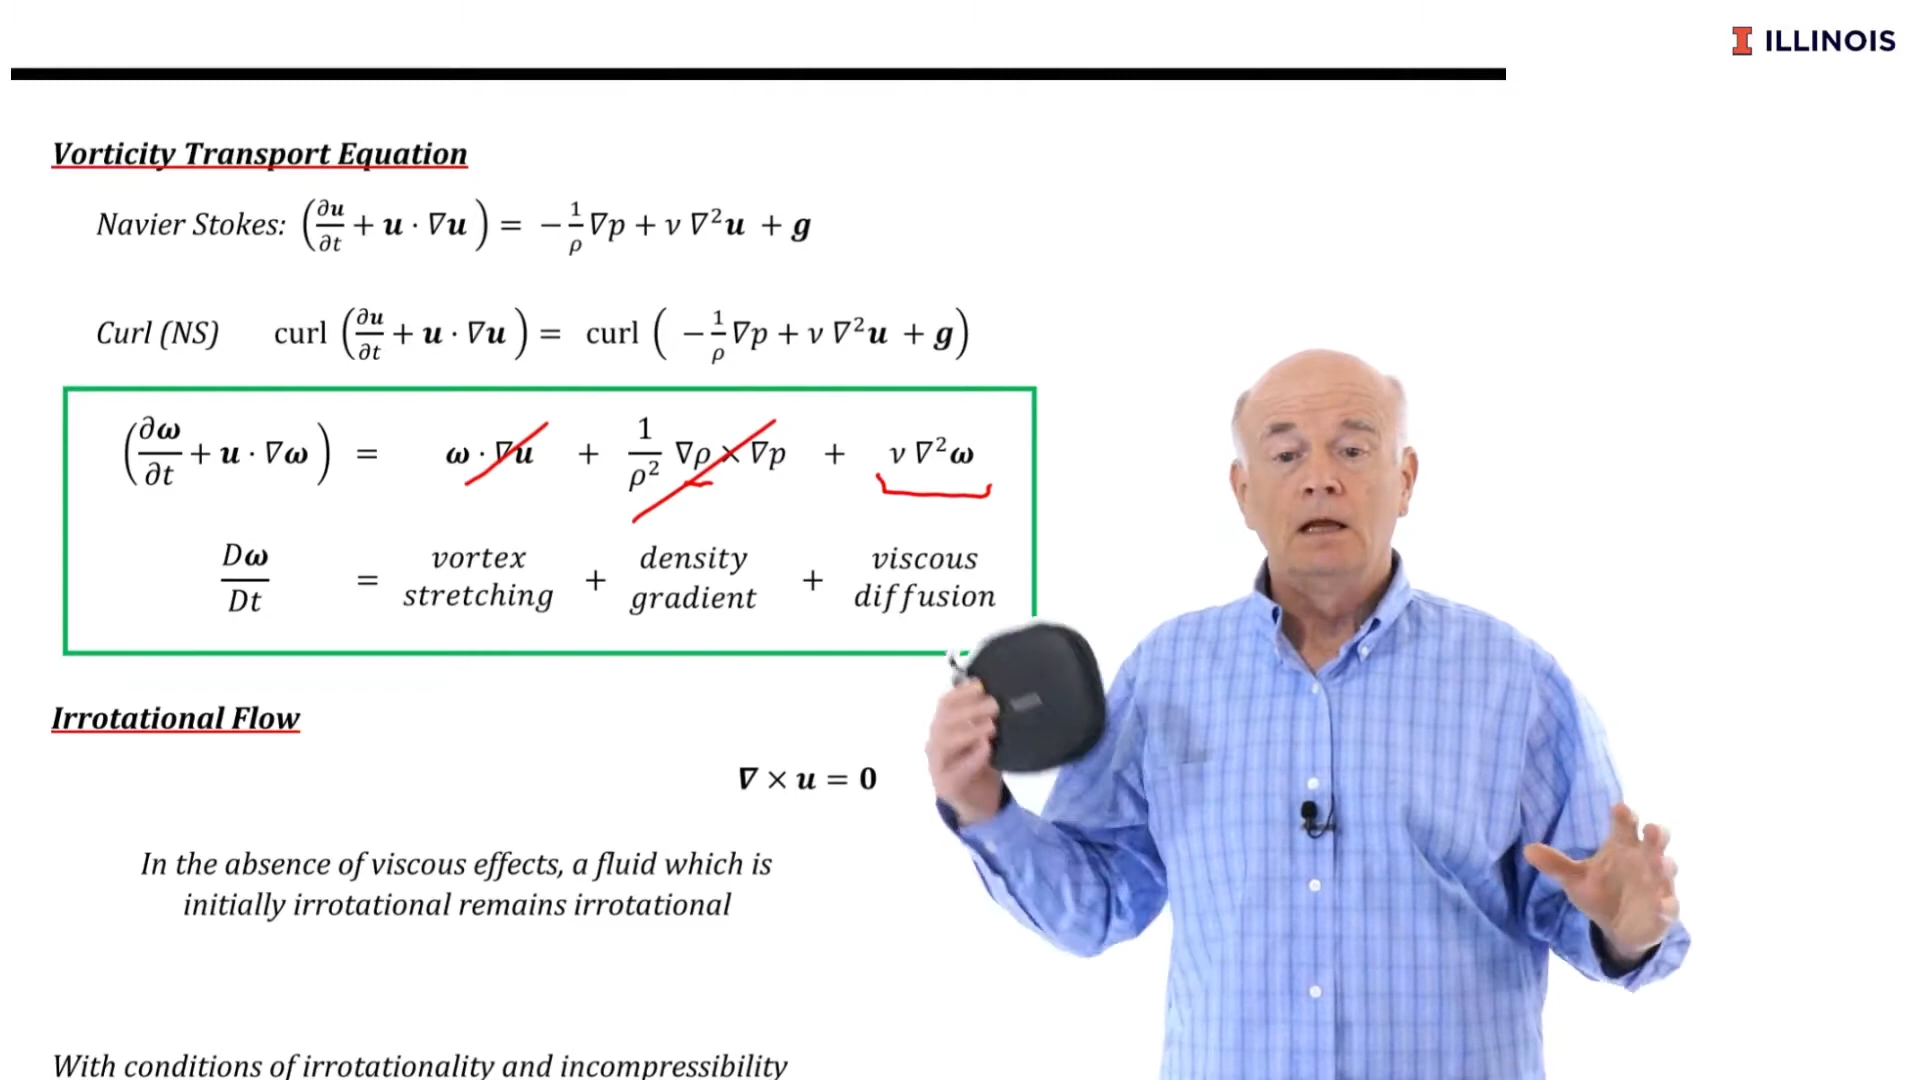 I ILLINOIS
Vorticity Transport Equation
Navier Stokes: (∂𝒖/∂t + 𝒖 · ∇𝒖) = −1/ρ ∇p + ν ∇²𝒖 + 𝒈
Curl (NS) curl (∂𝒖/∂t + 𝒖 · ∇𝒖) = curl (−1/ρ ∇p + ν ∇²𝒖 + 𝒈)
(∂𝝎/∂t + 𝒖 · ∇𝝎) = 𝝎 · ∇𝒖 + 1/ρ² ∇ρ × ∇p + ν ∇²𝝎
D𝝎/Dt = vortex stretching + density gradient + viscous diffusion
Irrotational Flow
𝛁 × 𝒖 = 𝟎
In the absence of viscous effects, a fluid which is
initially irrotational remains irrotational
With conditions of irrotationality and incompressibility